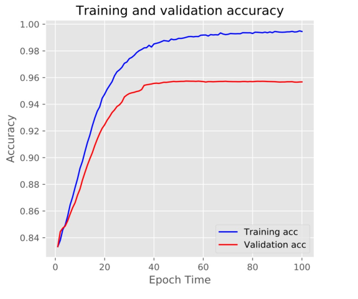 Training and validation accuracy
1.00
0.98
0.96
0.94
0.92
0.90
0.88
0.86
0.84
Accuracy
Training acc
Validation acc
0 20 40 60 80 100
Epoch Time